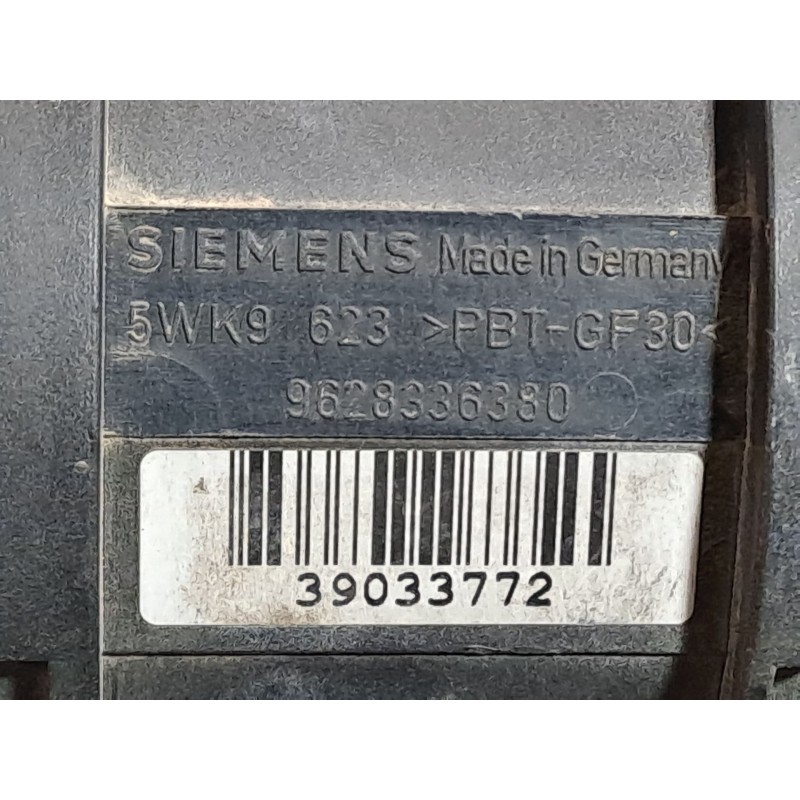 SIEMENS Made in Germany
5WK9 623 >PBT-GF30<
9628336380
39033772